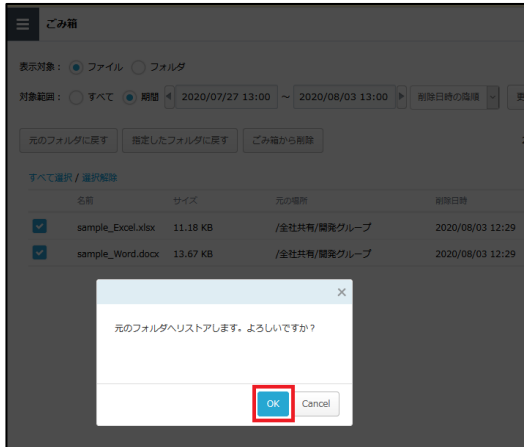 ごみ箱
表示対象： ファイル フォルダ
対象範囲： すべて 期間 2020/07/27 13:00 ～ 2020/08/03 13:00 削除日時の降順
元のフォルダに戻す 指定したフォルダに戻す ごみ箱から削除
すべて選択 / 選択解除
名前 サイズ 元の場所 削除日時
sample_Excel.xlsx 11.18 KB /全社共有/開発グループ 2020/08/03 12:29
sample_Word.docx 13.67 KB /全社共有/開発グループ 2020/08/03 12:29
元のフォルダへリストアします。よろしいですか？
OK Cancel